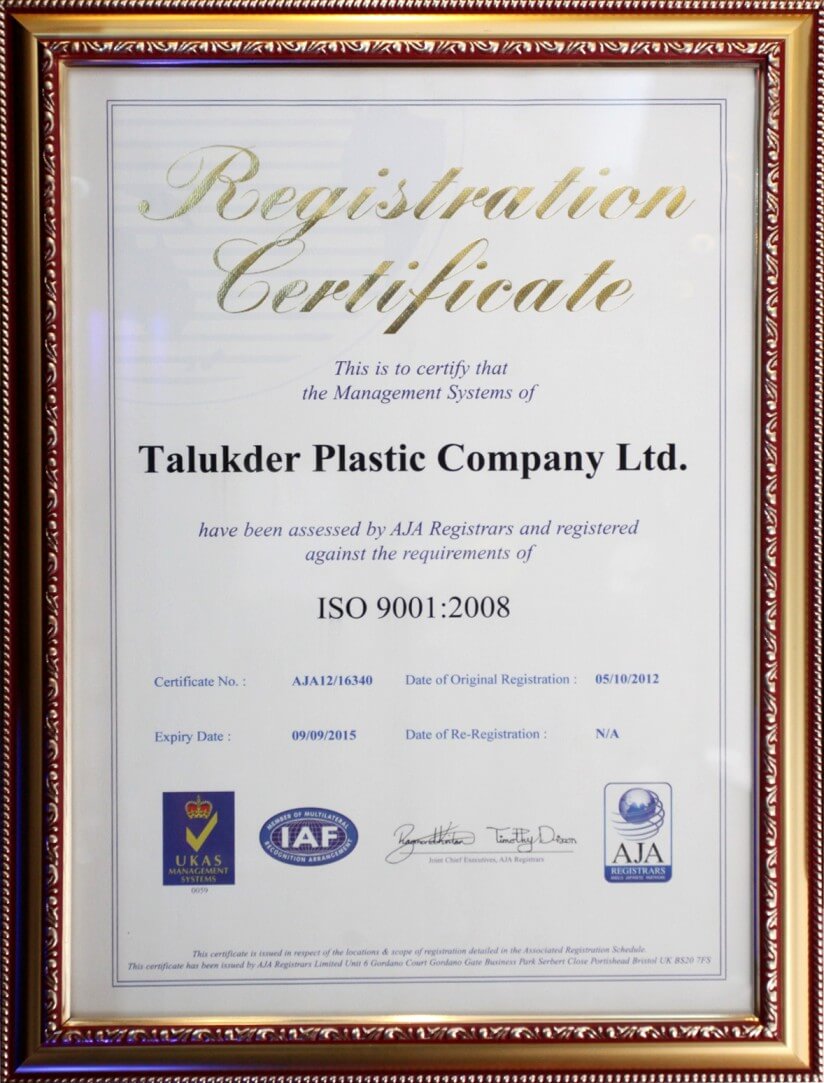 Registration
Certificate
This is to certify that
the Management Systems of
Talukder Plastic Company Ltd.
have been assessed by AJA Registrars and registered
against the requirements of
ISO 9001:2008
Certificate No. : AJA12/16340 Date of Original Registration : 05/10/2012
Expiry Date : 09/09/2015 Date of Re-Registration : N/A
UKAS
MANAGEMENT
SYSTEMS
0059
MEMBER OF MULTILATERAL
IAF
RECOGNITION ARRANGEMENT
Timothy Dixon
Joint Chief Executives, AJA Registrars
AJA
REGISTRARS
This certificate is issued in respect of the locations & scope of registration detailed in the Associated Registration Schedule.
This certificate has been issued by AJA Registrars Limited Unit 6 Gordano Court Gordano Gate Business Park Serbert Close Portishead Bristol UK BS20 7FS